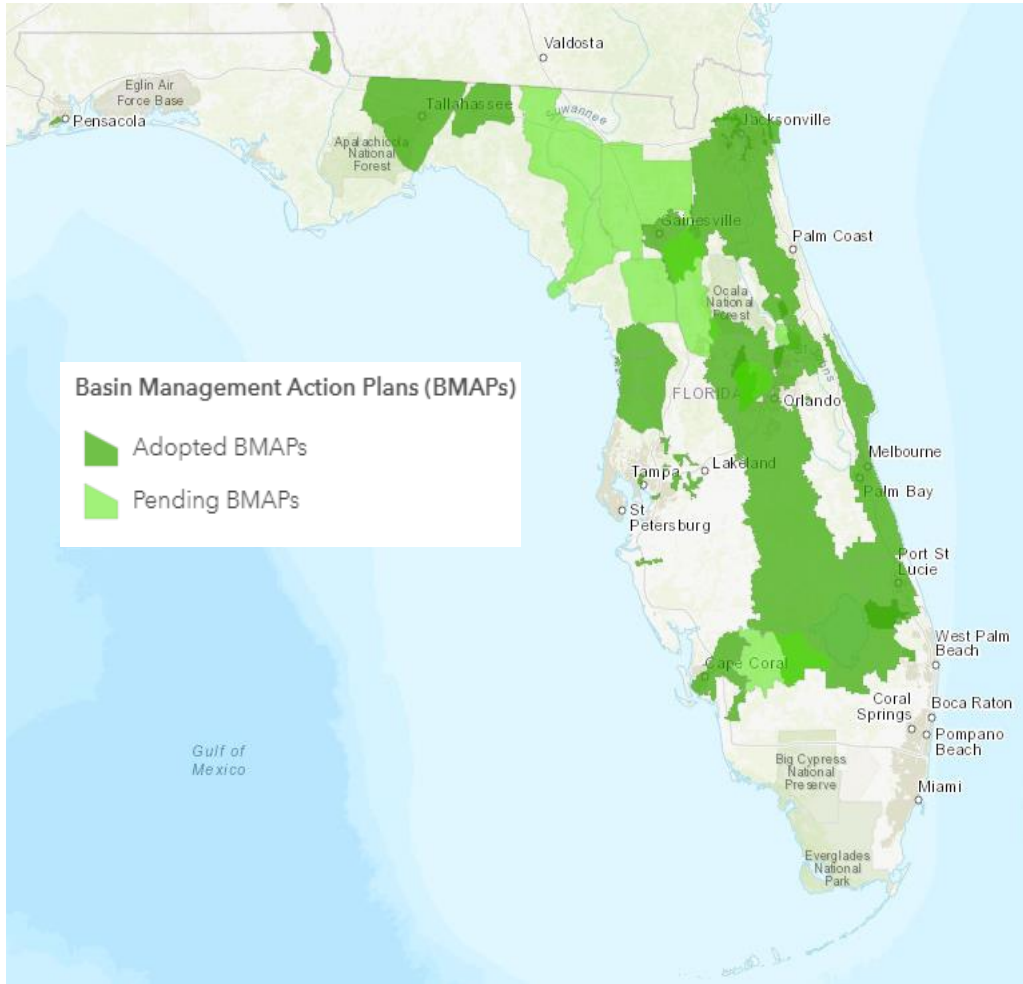 Valdosta
Eglin Air
Force Base
Pensacola
Tallahassee
Suwannee
Jacksonville
Apalachicola
National
Forest
Gainesville
Palm Coast
Ocala
National
Forest
Basin Management Action Plans (BMAPs)
Adopted BMAPs
Pending BMAPs
FLORIDA
Orlando
Melbourne
Lakeland
Tampa
Palm Bay
St
Petersburg
Port St
Lucie
West Palm
Beach
Cape Coral
Coral
Springs
Boca Raton
Pompano
Beach
Gulf of
Mexico
Big Cypress
National
Preserve
Miami
Everglades
National
Park